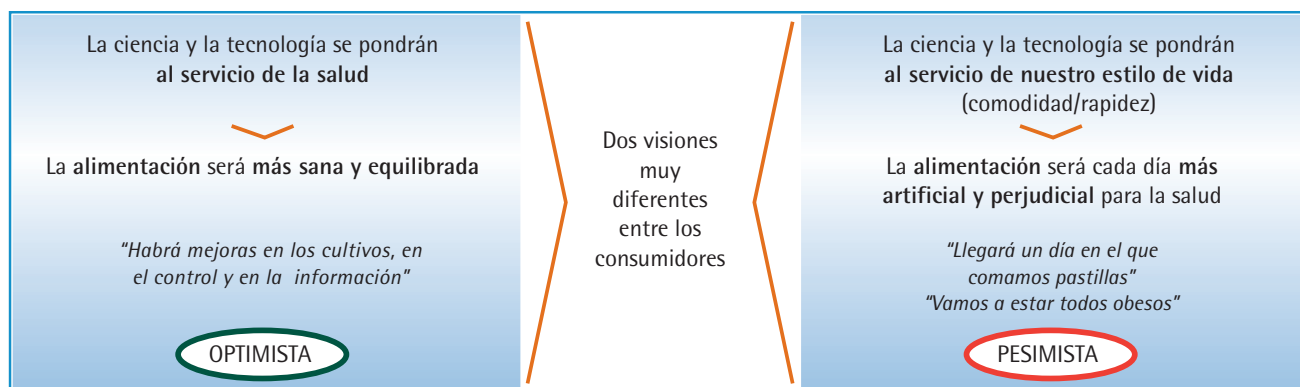 La ciencia y la tecnología se pondrán
al servicio de la salud
La alimentación será más sana y equilibrada
“Habrá mejoras en los cultivos, en
el control y en la información”
OPTIMISTA
Dos visiones
muy
diferentes
entre los
consumidores
La ciencia y la tecnología se pondrán
al servicio de nuestro estilo de vida
(comodidad/rapidez)
La alimentación será cada día más
artificial y perjudicial para la salud
“Llegará un día en el que
comamos pastillas”
“Vamos a estar todos obesos”
PESIMISTA